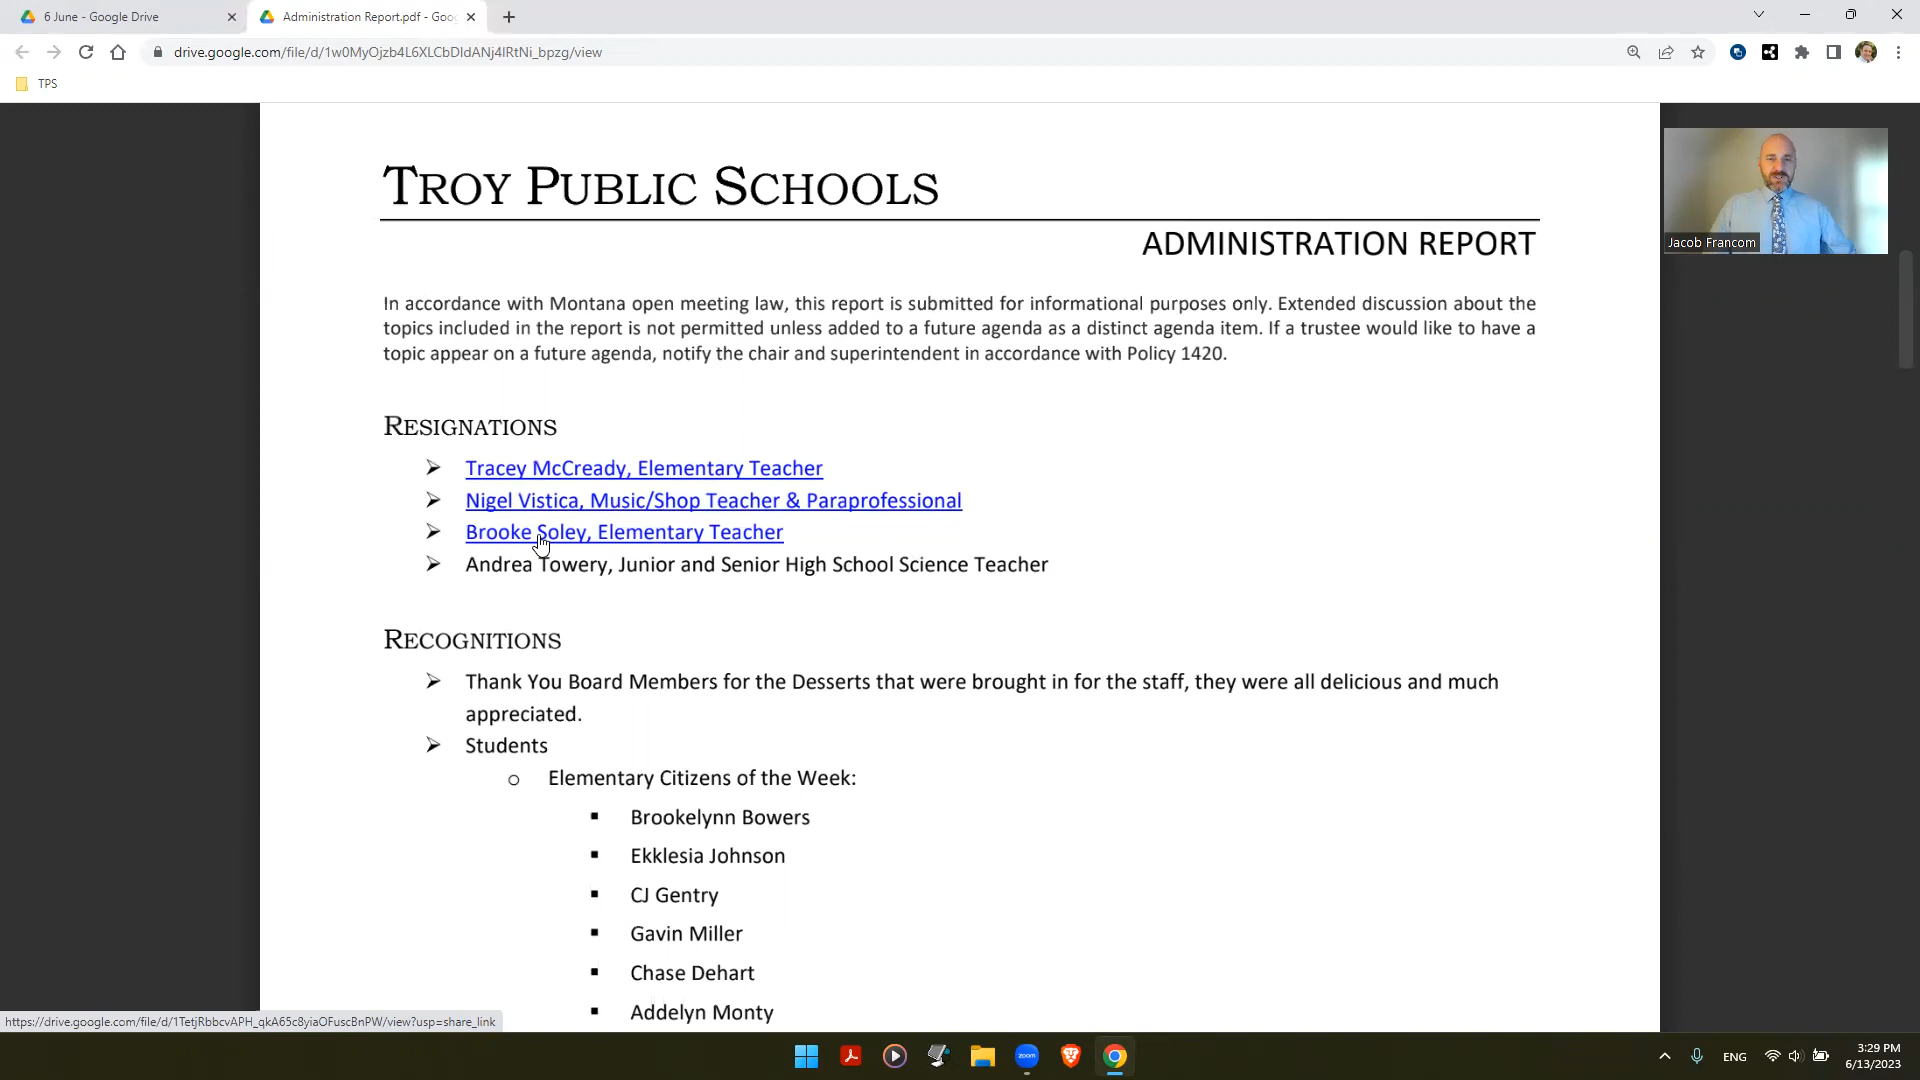 6 June - Google Drive
Administration Report.pdf - Goo
drive.google.com/file/d/1w0MyOjzb4L6XLCbDldANj4lRtNi_bpzg/view
TPS
TROY PUBLIC SCHOOLS
ADMINISTRATION REPORT
Jacob Francom
In accordance with Montana open meeting law, this report is submitted for informational purposes only. Extended discussion about the
topics included in the report is not permitted unless added to a future agenda as a distinct agenda item. If a trustee would like to have a
topic appear on a future agenda, notify the chair and superintendent in accordance with Policy 1420.
RESIGNATIONS
➢ Tracey McCready, Elementary Teacher
➢ Nigel Vistica, Music/Shop Teacher & Paraprofessional
➢ Brooke Soley, Elementary Teacher
➢ Andrea Towery, Junior and Senior High School Science Teacher
RECOGNITIONS
➢ Thank You Board Members for the Desserts that were brought in for the staff, they were all delicious and much
appreciated.
➢ Students
o Elementary Citizens of the Week:
▪ Brookelynn Bowers
▪ Ekklesia Johnson
▪ CJ Gentry
▪ Gavin Miller
▪ Chase Dehart
▪ Addelyn Monty
https://drive.google.com/file/d/1TetjRbbcvAPH_qkA65c8yiaOFuscBnPW/view?usp=share_link
zoom
ENG
3:29 PM
6/13/2023